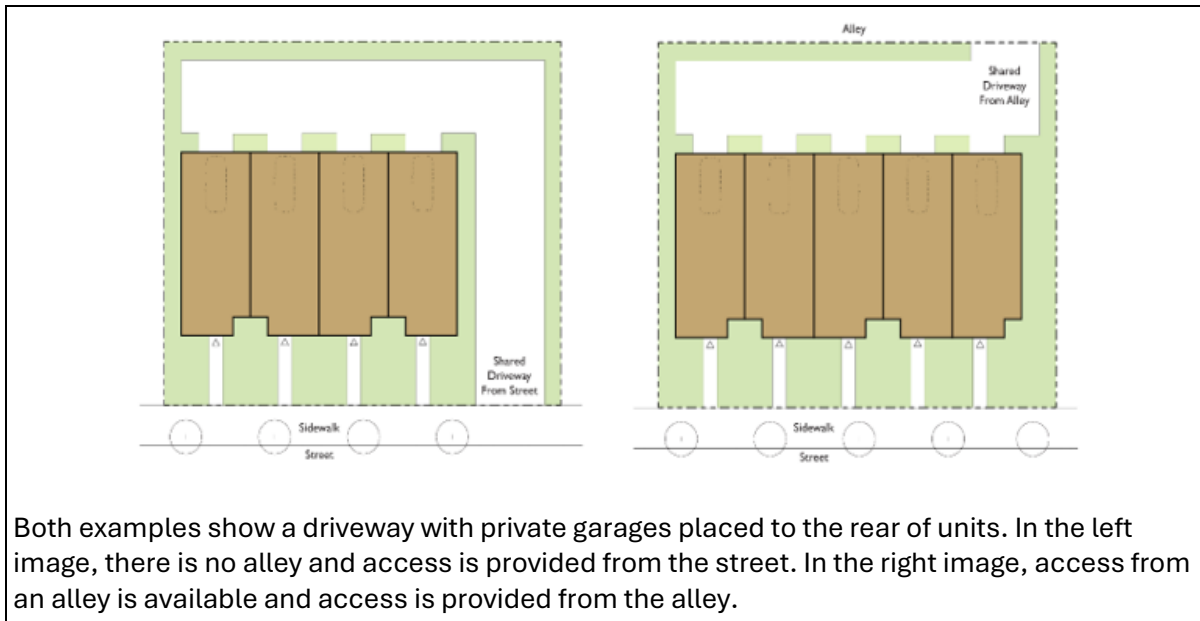 Alley
Shared
Driveway
From Alley
Shared
Driveway
From Street
Sidewalk
Street
Sidewalk
Street
Both examples show a driveway with private garages placed to the rear of units. In the left
image, there is no alley and access is provided from the street. In the right image, access from
an alley is available and access is provided from the alley.